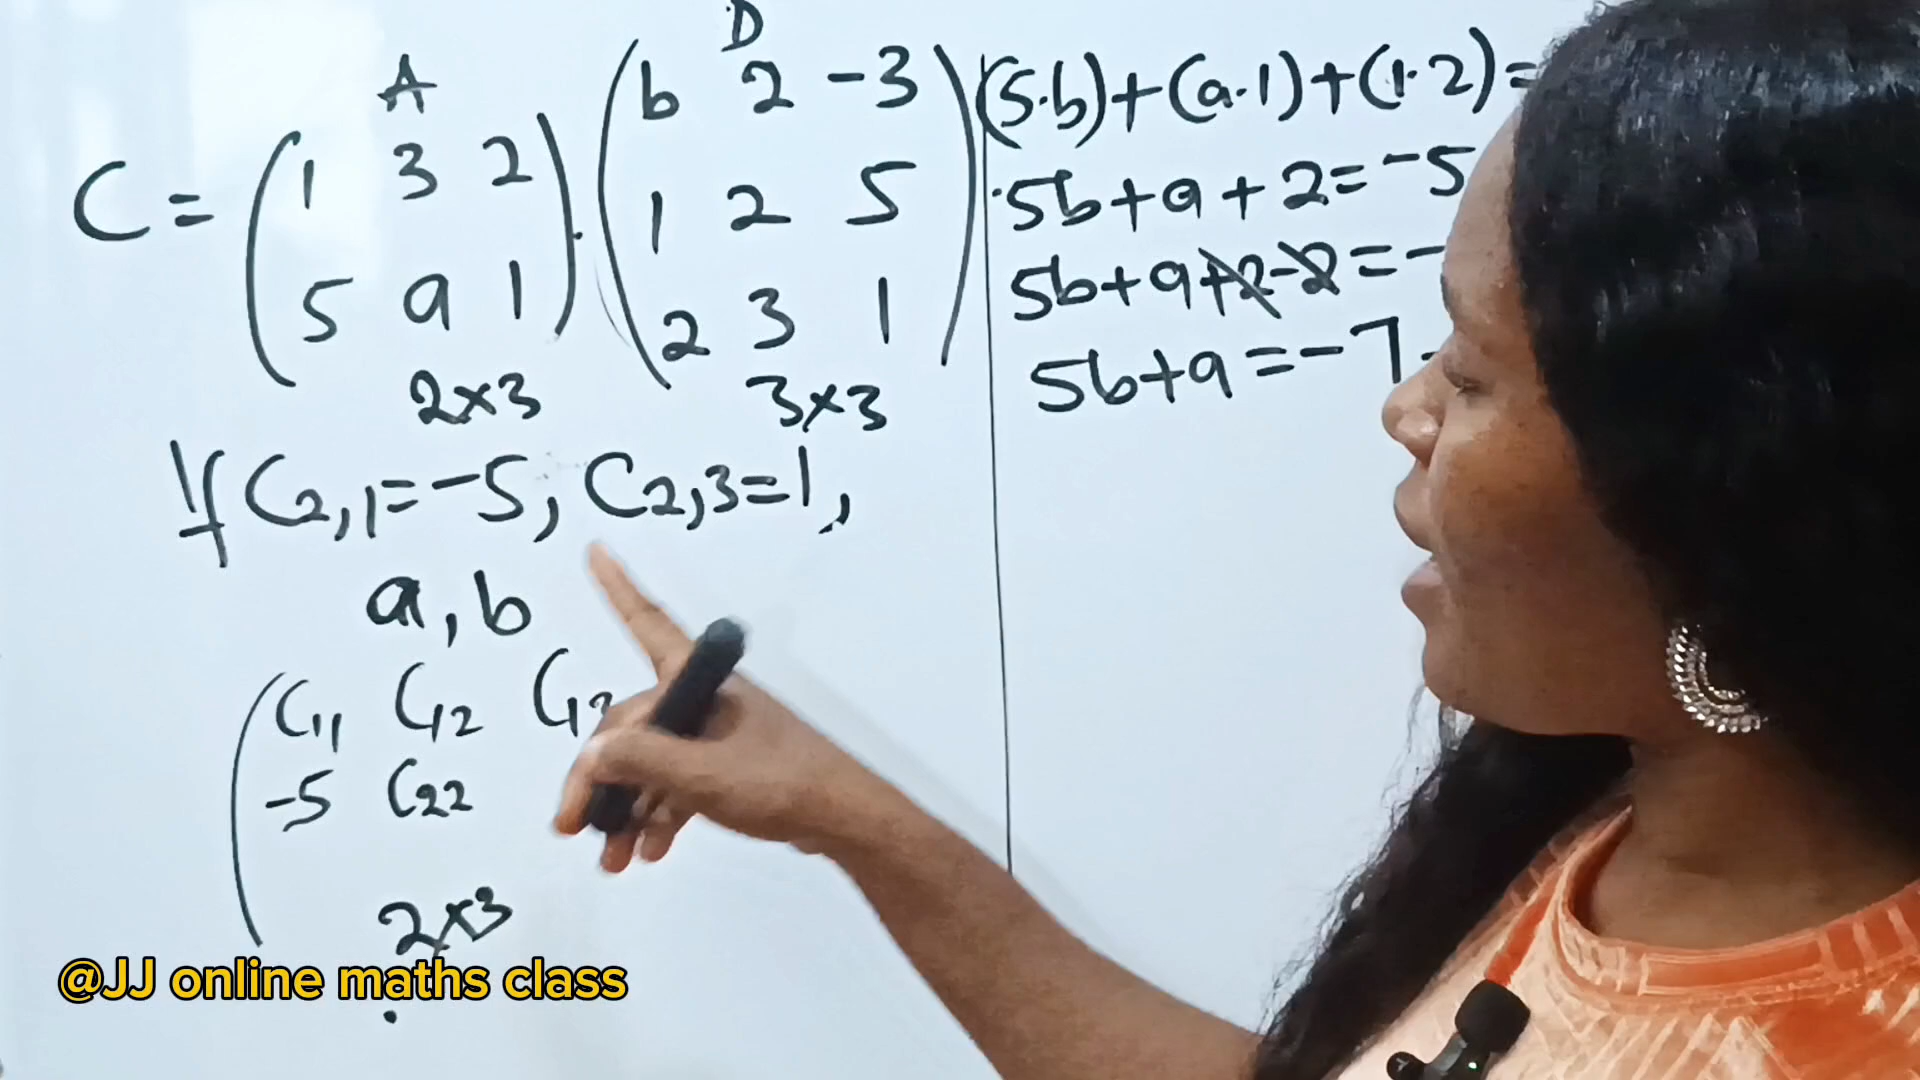 A D
C = (1 3 2 . (b 2 -3
5 a 1) 1 2 5
2 3 1)
2×3 3×3
If C2,1=-5, C2,3=1,
a, b
(C11 C12 C13
-5 C22
2×3
(5·b)+(a·1)+(1·2)=
5b+a+2=-5
5b+a+2-2=-
5b+a=-7
@JJ online maths class